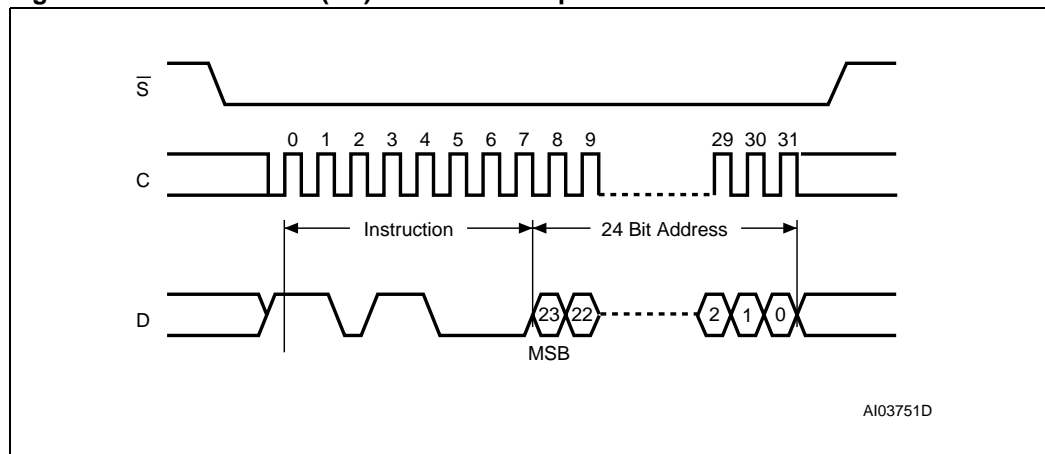 S
0 1 2 3 4 5 6 7 8 9 29 30 31
C
Instruction 24 Bit Address
D
23 22 2 1 0
MSB
AI03751D